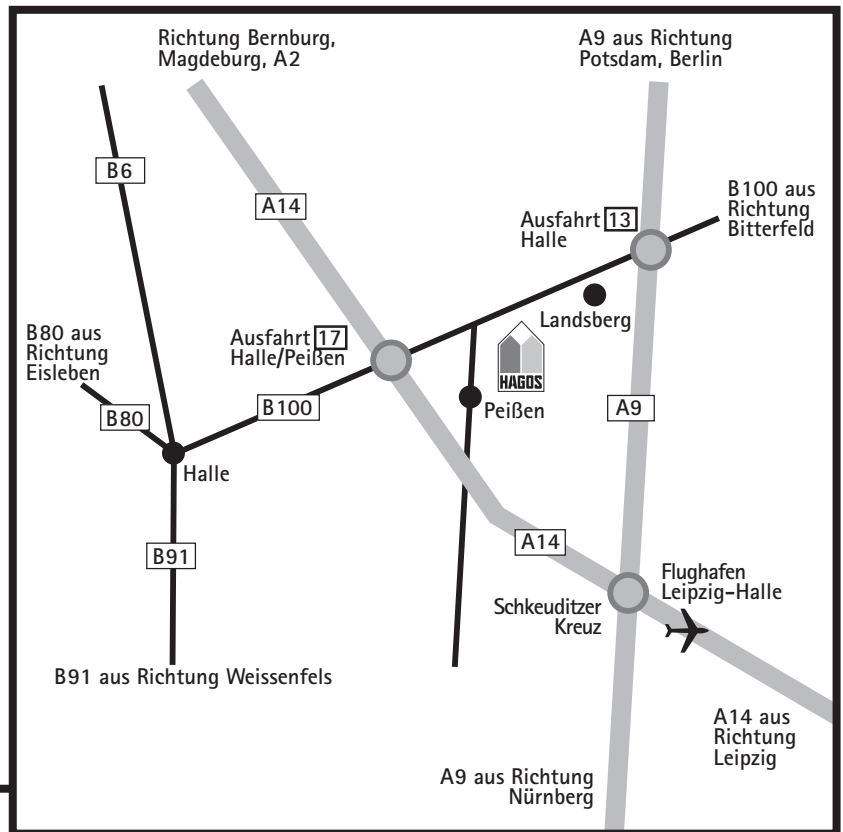 Richtung Bernburg,
Magdeburg, A2
A9 aus Richtung
Potsdam, Berlin
B6
A14
B100 aus
Richtung
Bitterfeld
Ausfahrt 13
Halle
Landsberg
B80 aus
Richtung
Eisleben
Ausfahrt 17
Halle/Peißen
HAGOS
B80
B100
Peißen
A9
Halle
B91
A14
Flughafen
Leipzig-Halle
Schkeuditzer
Kreuz
B91 aus Richtung Weissenfels
A14 aus
Richtung
Leipzig
A9 aus Richtung
Nürnberg